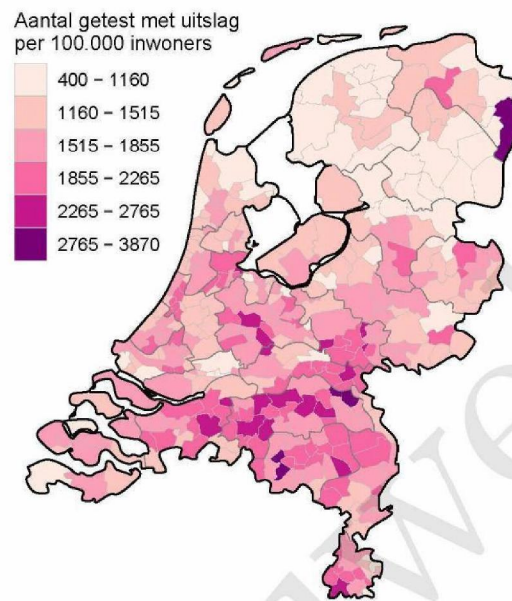 Aantal getest met uitslag
per 100.000 inwoners
400 – 1160
1160 – 1515
1515 – 1855
1855 – 2265
2265 – 2765
2765 – 3870